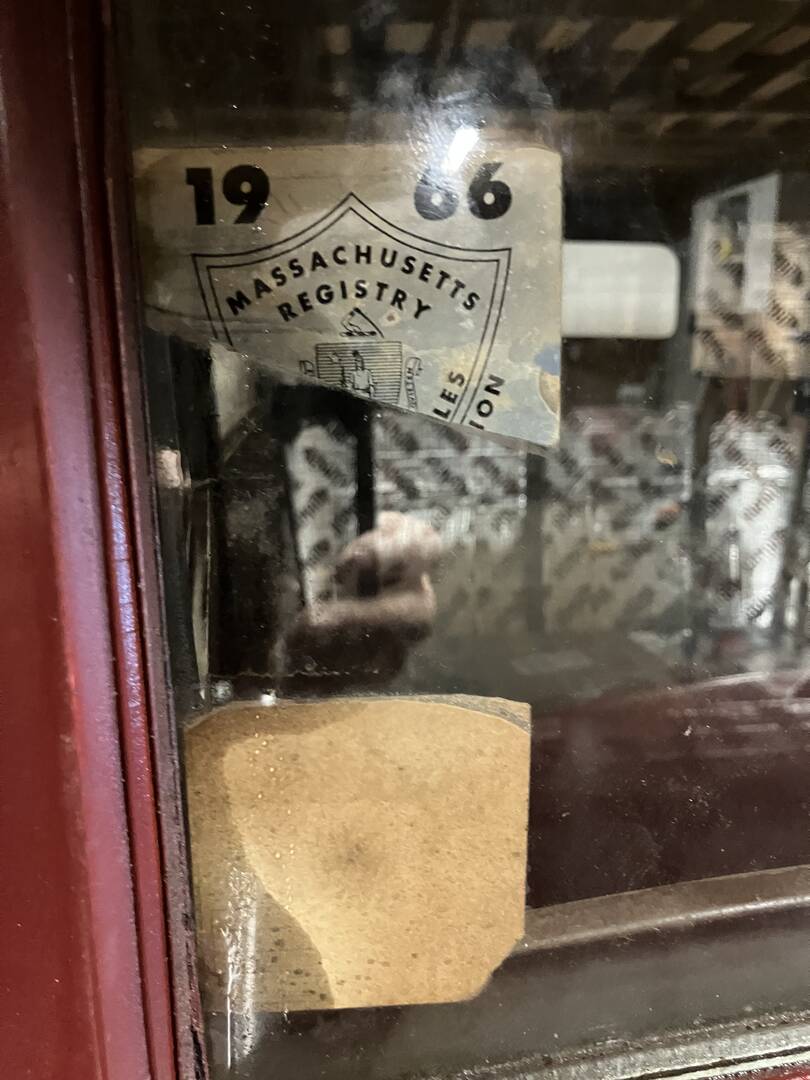 19 66
MASSACHUSETTS
REGISTRY
LES
ION